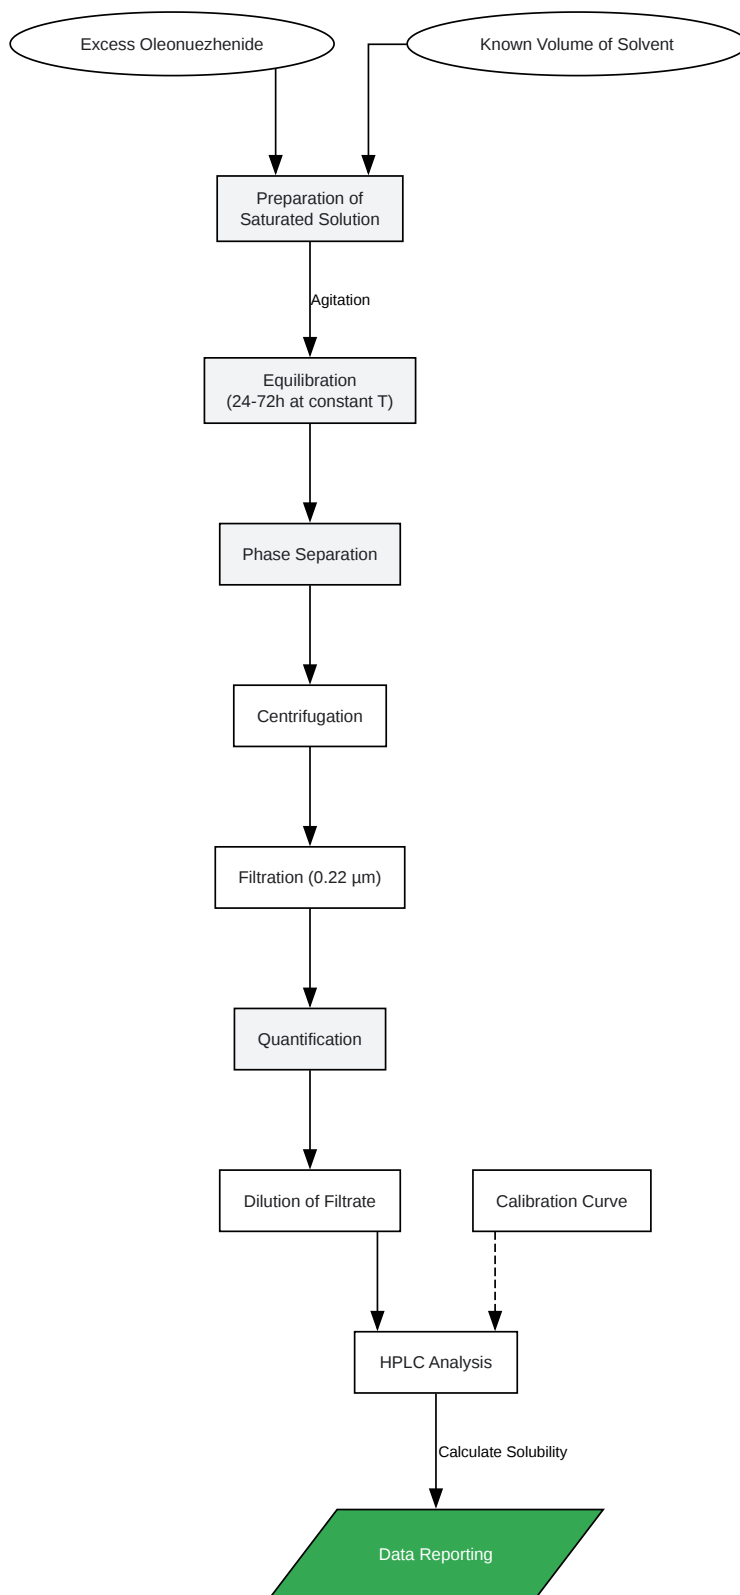 Excess Oleonuezhenide
Known Volume of Solvent
Preparation of
Saturated Solution
Agitation
Equilibration
(24-72h at constant T)
Phase Separation
Centrifugation
Filtration (0.22 µm)
Quantification
Dilution of Filtrate
Calibration Curve
HPLC Analysis
Calculate Solubility
Data Reporting